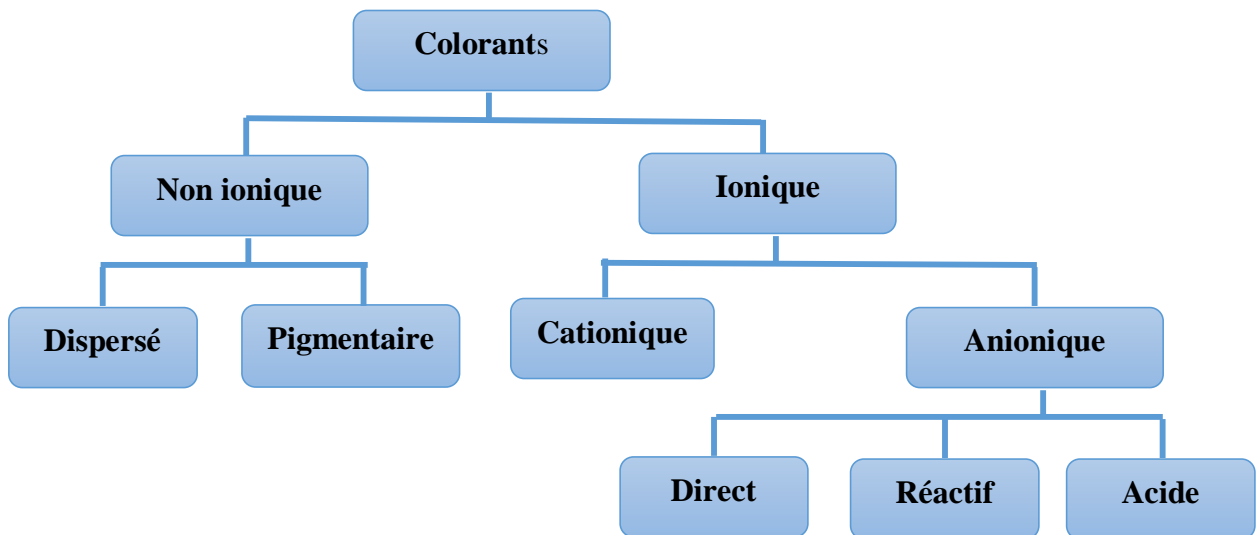 Colorants
Non ionique
Ionique
Dispersé
Pigmentaire
Cationique
Anionique
Direct
Réactif
Acide